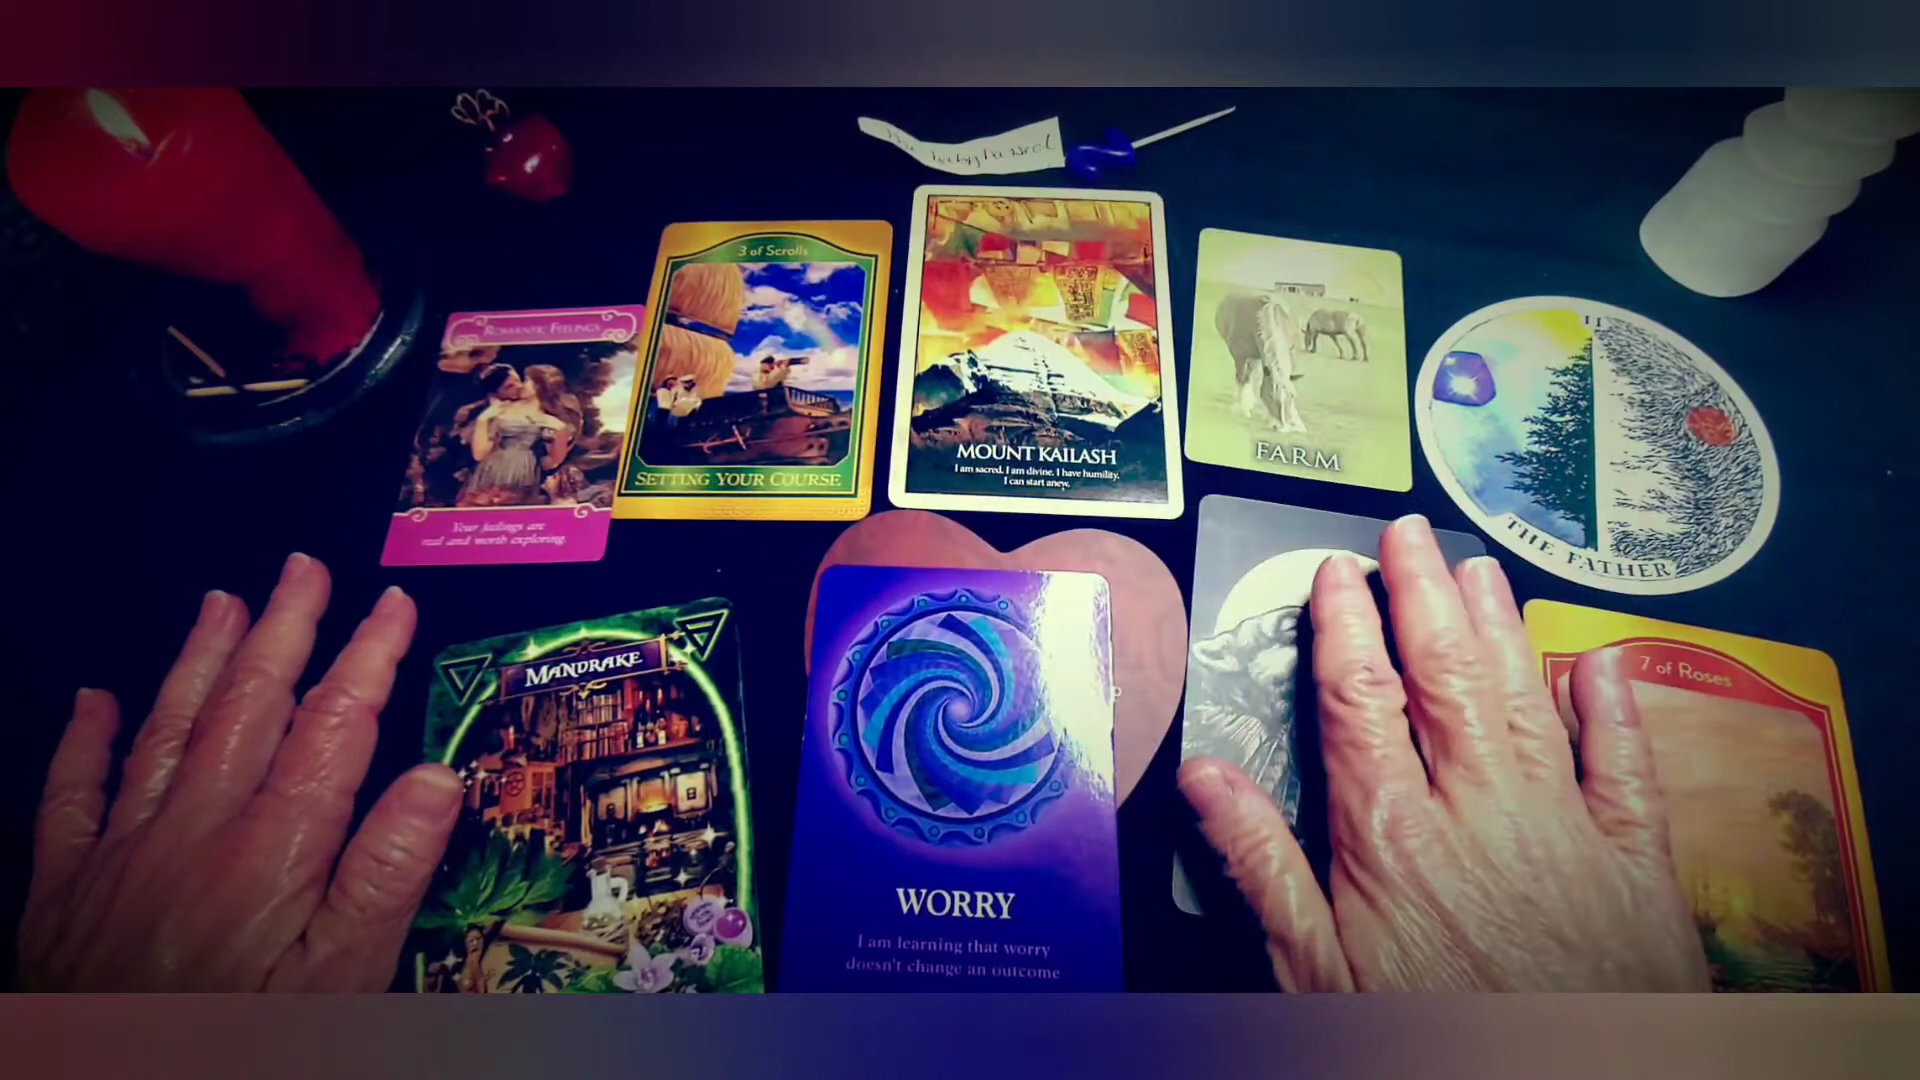 3 of Scrolls
SETTING YOUR COURSE
ROMANTIC FEELINGS
Your feelings are
real and worth exploring.
MOUNT KAILASH
I am sacred. I am divine. I have humility.
I can start anew.
FARM
II
THE FATHER
MANDRAKE
WORRY
I am learning that worry
doesn't change an outcome
7 of Roses